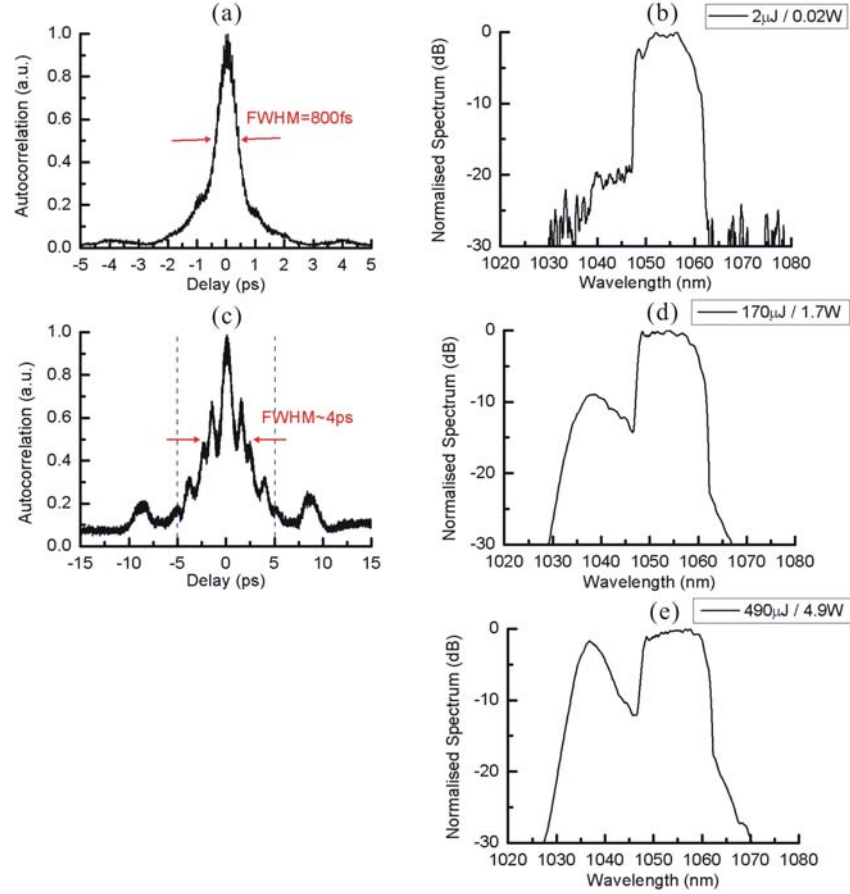 (a)
Autocorrelation (a.u.)
1.0
0.8
0.6
0.4
0.2
0.0
FWHM=800fs
-5 -4 -3 -2 -1 0 1 2 3 4 5
Delay (ps)
(b)
2μJ / 0.02W
Normalised Spectrum (dB)
0
-10
-20
-30
1020 1030 1040 1050 1060 1070 1080
Wavelength (nm)
(c)
Autocorrelation (a.u.)
1.0
0.8
0.6
0.4
0.2
0.0
FWHM~4ps
-15 -10 -5 0 5 10 15
Delay (ps)
(d)
170μJ / 1.7W
Normalised Spectrum (dB)
0
-10
-20
-30
1020 1030 1040 1050 1060 1070 1080
Wavelength (nm)
(e)
490μJ / 4.9W
Normalised Spectrum (dB)
0
-10
-20
-30
1020 1030 1040 1050 1060 1070 1080
Wavelength (nm)